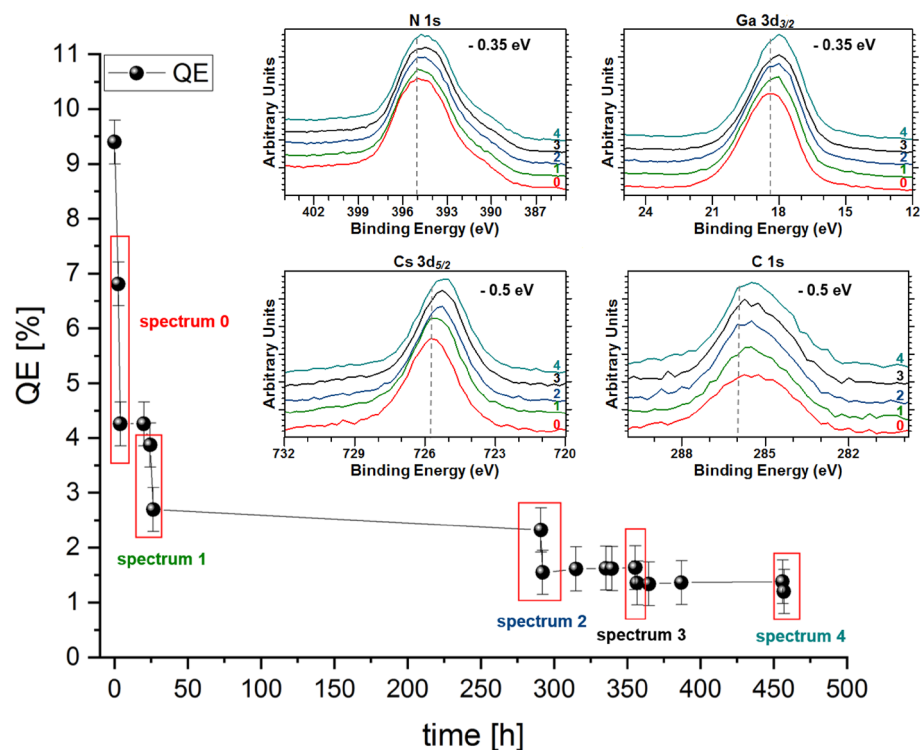 QE [%]
11
10
9
8
7
6
5
4
3
2
1
0
QE
spectrum 0
spectrum 1
spectrum 2
spectrum 3
spectrum 4
0 50 100 150 200 250 300 350 400 450 500
time [h]
N 1s
- 0.35 eV
Arbitrary Units
4
3
2
1
0
402 399 396 393 390 387
Binding Energy (eV)
Ga 3d3/2
- 0.35 eV
Arbitrary Units
4
3
2
1
0
24 21 18 15 12
Binding Energy (eV)
Cs 3d5/2
- 0.5 eV
Arbitrary Units
4
3
2
1
0
732 729 726 723 720
Binding Energy (eV)
C 1s
- 0.5 eV
Arbitrary Units
4
3
2
1
0
288 285 282
Binding Energy (eV)